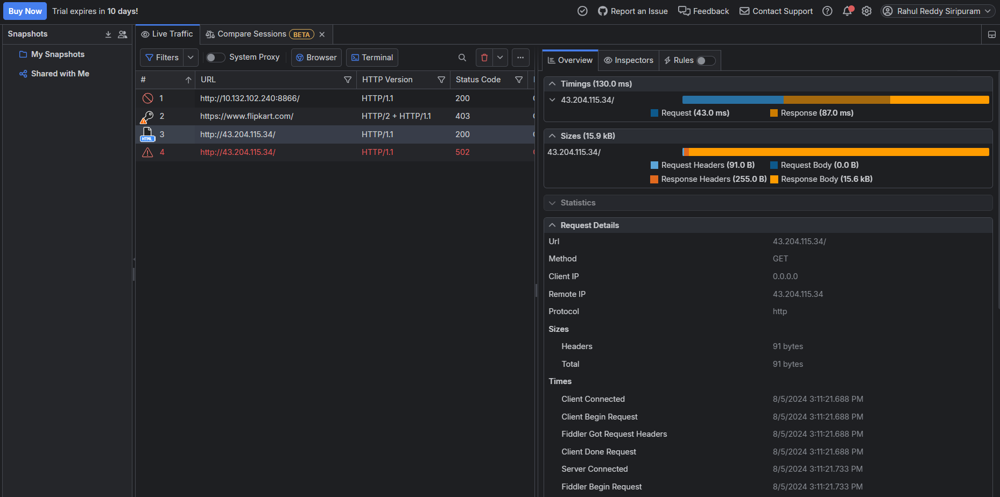 Buy Now Trial expires in 10 days! Report an Issue Feedback Contact Support Rahul Reddy Siripuram
Snapshots
My Snapshots
Shared with Me
Live Traffic Compare Sessions BETA
Filters System Proxy Browser Terminal
# URL HTTP Version Status Code
1 http://10.132.102.240:8866/ HTTP/1.1 200
2 https://www.flipkart.com/ HTTP/2 + HTTP/1.1 403
HTML 3 http://43.204.115.34/ HTTP/1.1 200
4 http://43.204.115.34/ HTTP/1.1 502
Overview Inspectors Rules
Timings (130.0 ms)
43.204.115.34/
Request (43.0 ms) Response (87.0 ms)
Sizes (15.9 kB)
43.204.115.34/
Request Headers (91.0 B) Request Body (0.0 B)
Response Headers (255.0 B) Response Body (15.6 kB)
Statistics
Request Details
Url 43.204.115.34/
Method GET
Client IP 0.0.0.0
Remote IP 43.204.115.34
Protocol http
Sizes
Headers 91 bytes
Total 91 bytes
Times
Client Connected 8/5/2024 3:11:21.688 PM
Client Begin Request 8/5/2024 3:11:21.688 PM
Fiddler Got Request Headers 8/5/2024 3:11:21.688 PM
Client Done Request 8/5/2024 3:11:21.688 PM
Server Connected 8/5/2024 3:11:21.733 PM
Fiddler Begin Request 8/5/2024 3:11:21.733 PM